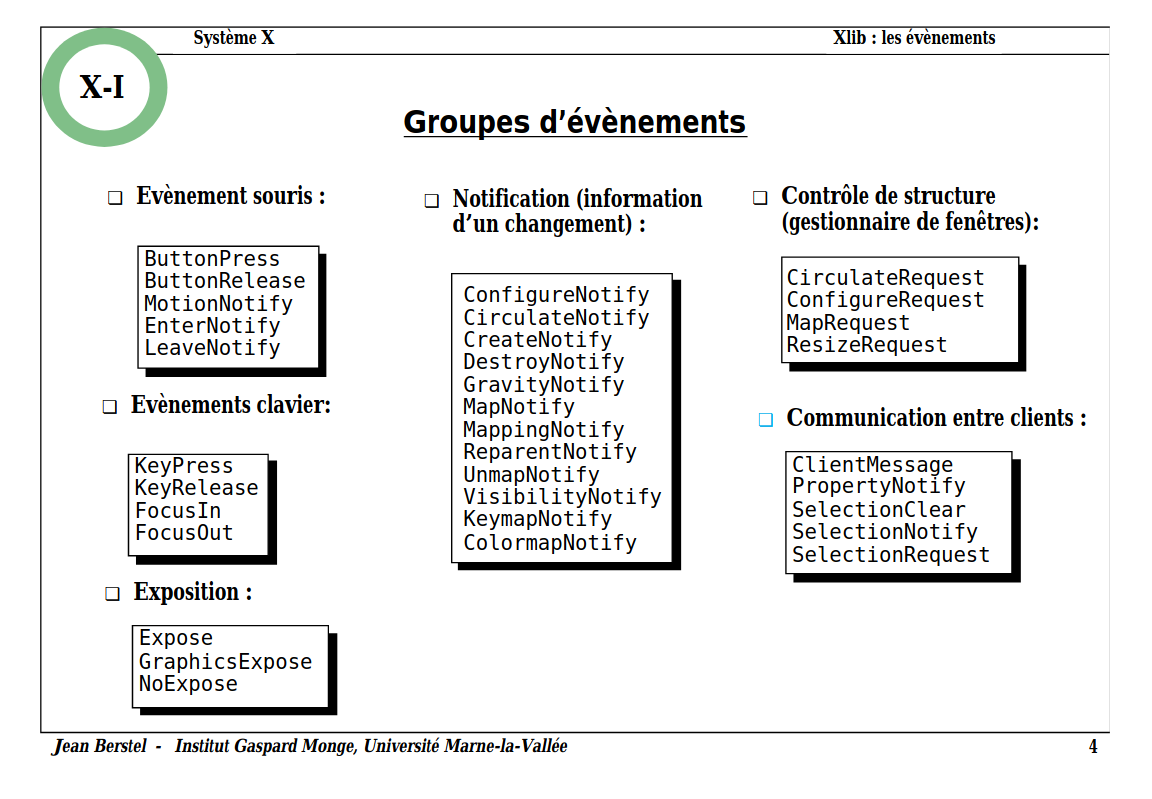 Système X
Xlib : les évènements
X-I
Groupes d’évènements
❏ Evènement souris :
ButtonPress
ButtonRelease
MotionNotify
EnterNotify
LeaveNotify
❏ Evènements clavier:
KeyPress
KeyRelease
FocusIn
FocusOut
❏ Exposition :
Expose
GraphicsExpose
NoExpose
❏ Notification (information
d’un changement) :
ConfigureNotify
CirculateNotify
CreateNotify
DestroyNotify
GravityNotify
MapNotify
MappingNotify
ReparentNotify
UnmapNotify
VisibilityNotify
KeymapNotify
ColormapNotify
❏ Contrôle de structure
(gestionnaire de fenêtres):
CirculateRequest
ConfigureRequest
MapRequest
ResizeRequest
❏ Communication entre clients :
ClientMessage
PropertyNotify
SelectionClear
SelectionNotify
SelectionRequest
Jean Berstel - Institut Gaspard Monge, Université Marne-la-Vallée
4